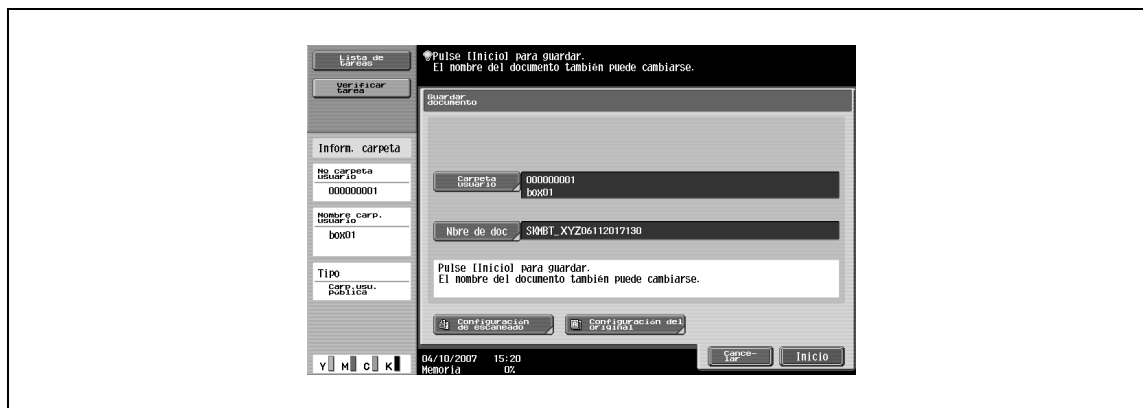 Lista de
tareas
Verificar
tarea
Inform. carpeta
No carpeta
usuario
000000001
Nombre carp.
usuario
box01
Tipo
Carp.usu.
pública
Y M C K
Pulse [Inicio] para guardar.
El nombre del documento también puede cambiarse.
Guardar
documento
Carpeta
usuario
000000001
box01
Nbre de doc
SKMBT_XYZ06112017130
Pulse [Inicio] para guardar.
El nombre del documento también puede cambiarse.
Configuración
de escaneado
Configuración del
original
04/10/2007 15:20
Memoria 0%
Cance-
lar
Inicio